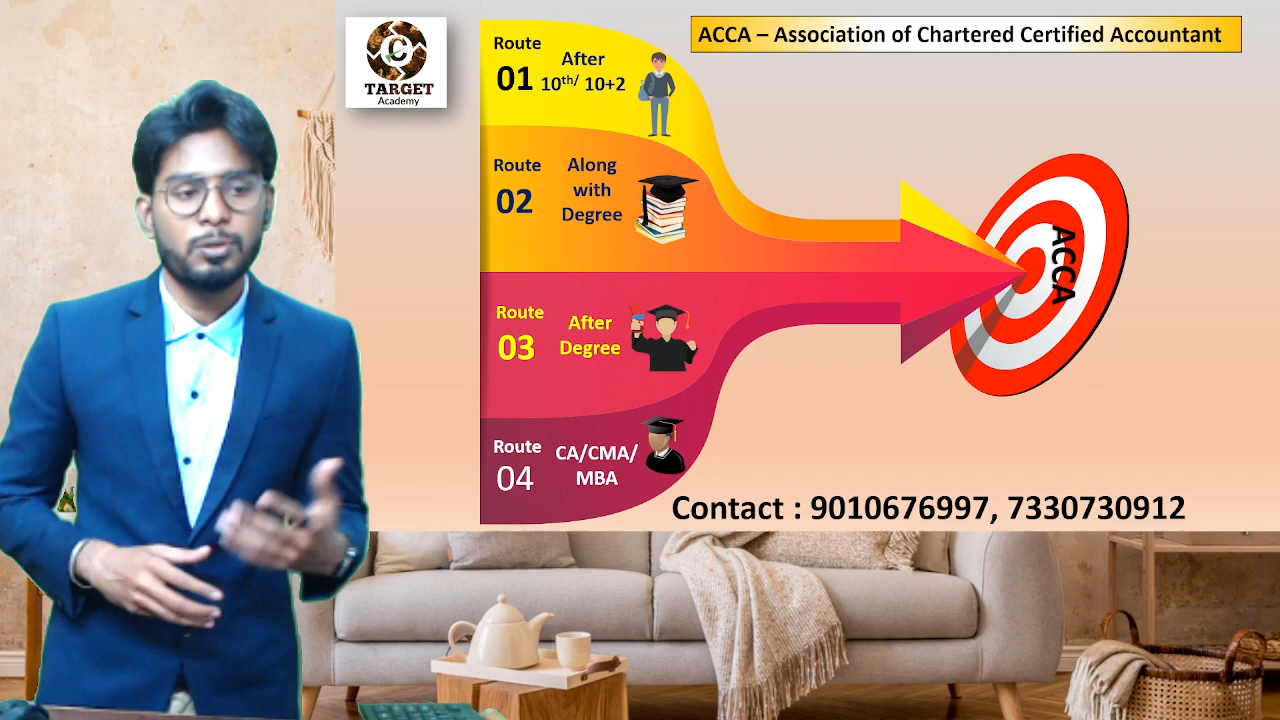 C
TARGET
Academy
ACCA – Association of Chartered Certified Accountant
Route
01
After
10th/ 10+2
Route
02
Along
with
Degree
Route
03
After
Degree
Route
04
CA/CMA/
MBA
ACCA
Contact : 9010676997, 7330730912